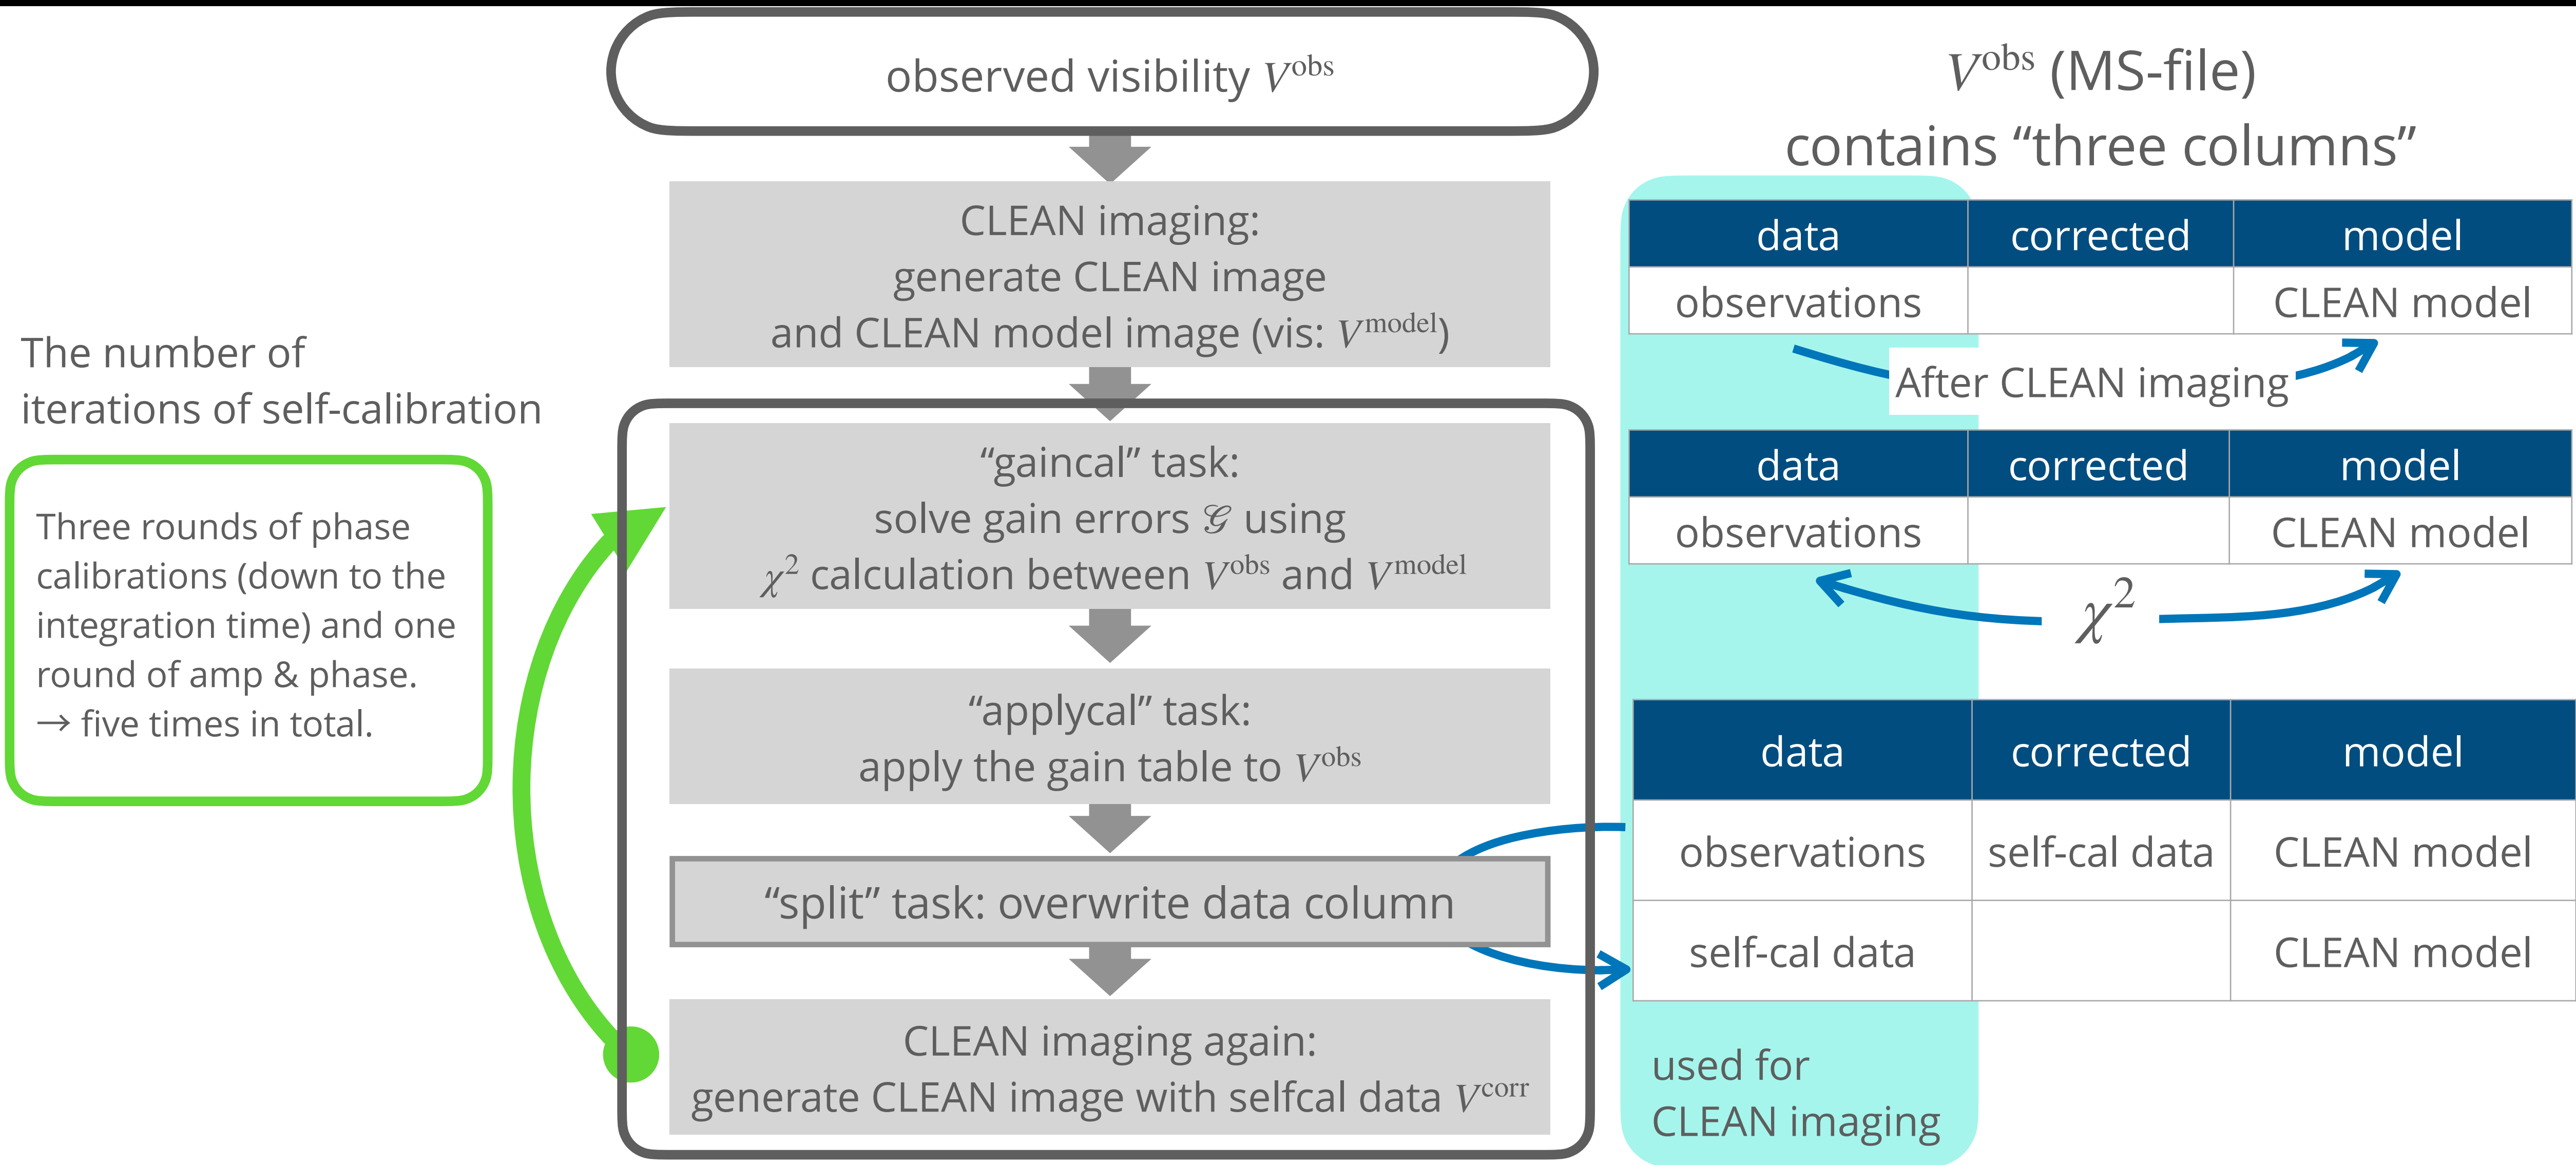 observed visibility V^obs
CLEAN imaging:
generate CLEAN image
and CLEAN model image (vis: V^model)
The number of
iterations of self-calibration
Three rounds of phase
calibrations (down to the
integration time) and one
round of amp & phase.
→ five times in total.
“gaincal” task:
solve gain errors 𝒢 using
χ² calculation between V^obs and V^model
“applycal” task:
apply the gain table to V^obs
“split” task: overwrite data column
CLEAN imaging again:
generate CLEAN image with selfcal data V^corr
V^obs (MS-file)
contains “three columns”
data corrected model
observations CLEAN model
After CLEAN imaging
data corrected model
observations CLEAN model
χ²
data corrected model
observations self-cal data CLEAN model
self-cal data CLEAN model
used for
CLEAN imaging